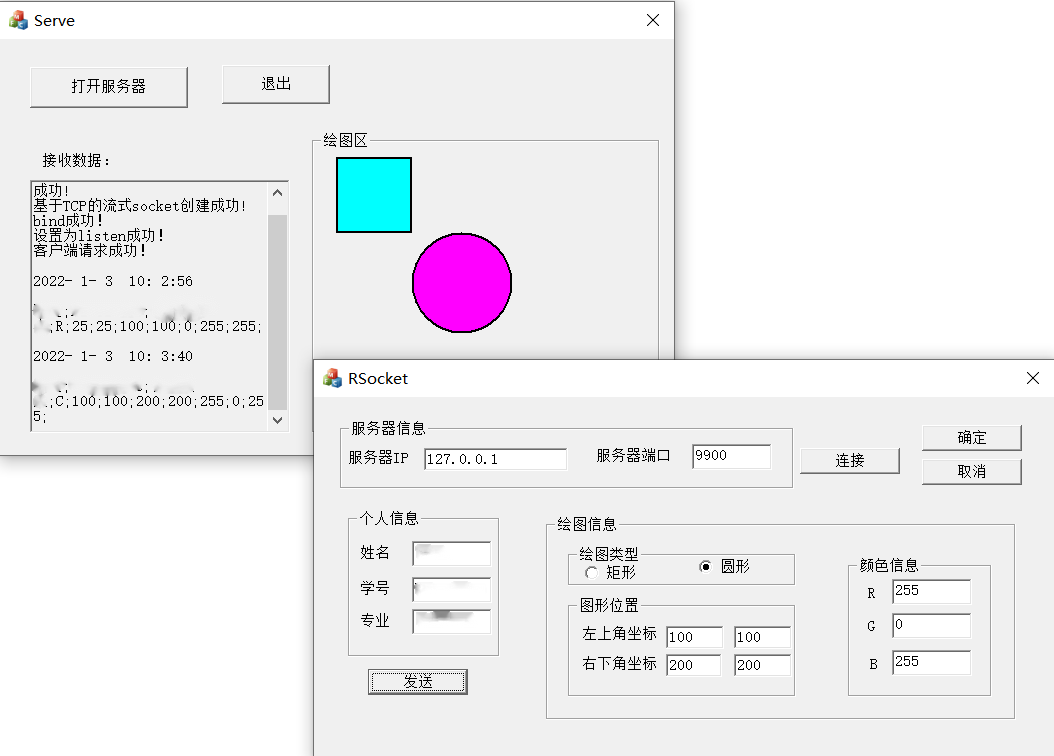 Serve
打开服务器
退出
接收数据:
绘图区
成功!
基于TCP的流式socket创建成功!
bind成功!
设置为listen成功!
客户端请求成功!
2022- 1- 3  10: 2:56
;R;25;25;100;100;0;255;255;
2022- 1- 3  10: 3:40
;C;100;100;200;200;255;0;25
5;
RSocket
服务器信息
服务器IP 127.0.0.1 服务器端口 9900
连接
确定
取消
个人信息
姓名
学号
专业
发送
绘图信息
绘图类型
矩形 圆形
图形位置
左上角坐标 100 100
右下角坐标 200 200
颜色信息
R 255
G 0
B 255